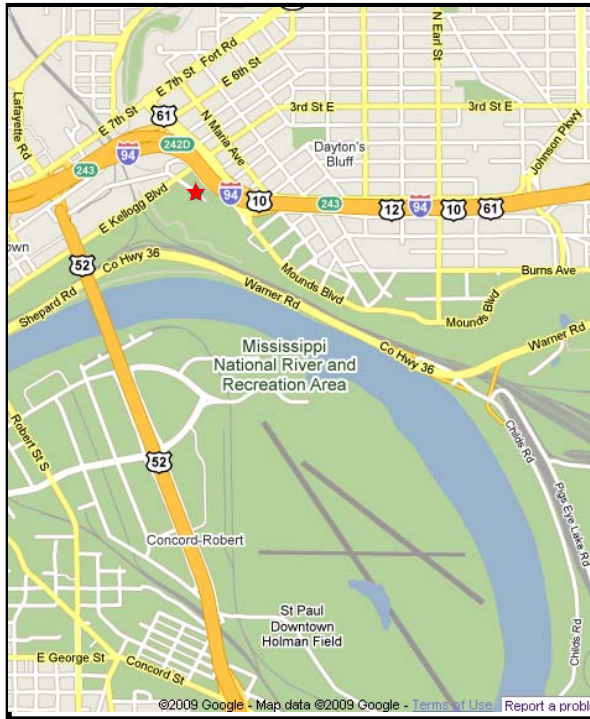 E 7th St
Fort Rd
E 6th St
N Earl St
Lafayette Rd
E 7th St
61
3rd St E
3rd St E
N Maria Ave
Johnson Pkwy
243
94
242D
Dayton's
Bluff
E Kellogg Blvd
94
10
243
12
94
10
61
own
52
Co Hwy 36
Shepard Rd
Warner Rd
Mounds Blvd
Burns Ave
Mounds Blvd
Warner Rd
Co Hwy 36
Mississippi
National River and
Recreation Area
Robert St S
52
Childs Rd
Pigs Eye Lake Rd
Concord-Robert
St Paul
Downtown
Holman Field
E George St
Concord St
Childs Rd
©2009 Google - Map data ©2009 Google - Terms of Use
Report a proble